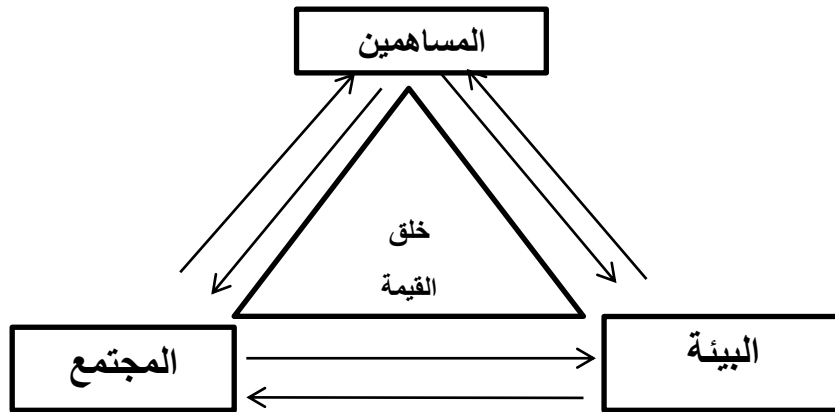 المساهمين
خلق
القيمة
البيئة
المجتمع